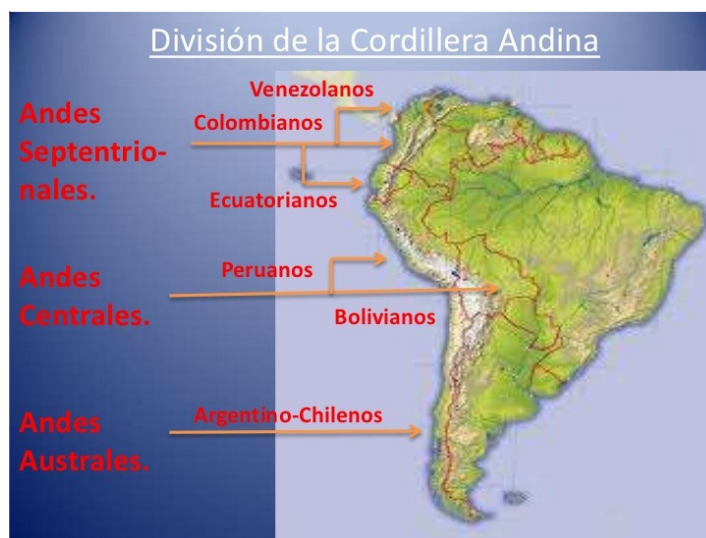 División de la Cordillera Andina
Andes
Septentrio-
nales.
Venezolanos
Colombianos
Ecuatorianos
Andes
Centrales.
Peruanos
Bolivianos
Andes
Australes.
Argentino-Chilenos